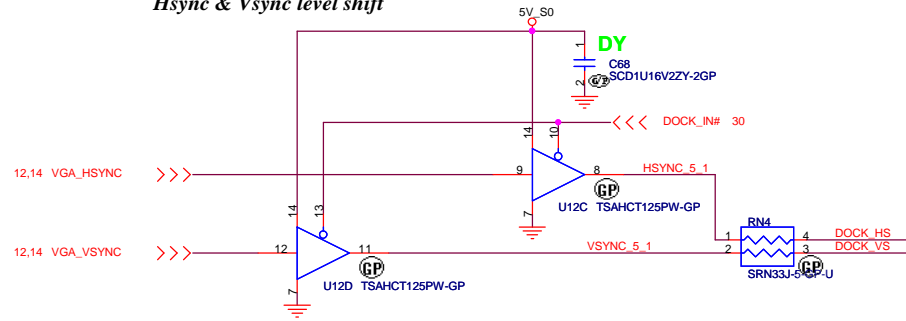 Hsync & Vsync level shift
5V_S0
1
DY
C68
SCD1U16V2ZY-2GP
G/P
2
DOCK_IN# 30
14
10
12,14 VGA_HSYNC
9
8
HSYNC_5_1
GP
U12C TSAHCT125PW-GP
7
14
13
RN4
12,14 VGA_VSYNC
12
11
VSYNC_5_1
1
4
DOCK_HS
2
3
DOCK_VS
GP
GP
SRN33J-5-GP-U
U12D TSAHCT125PW-GP
7